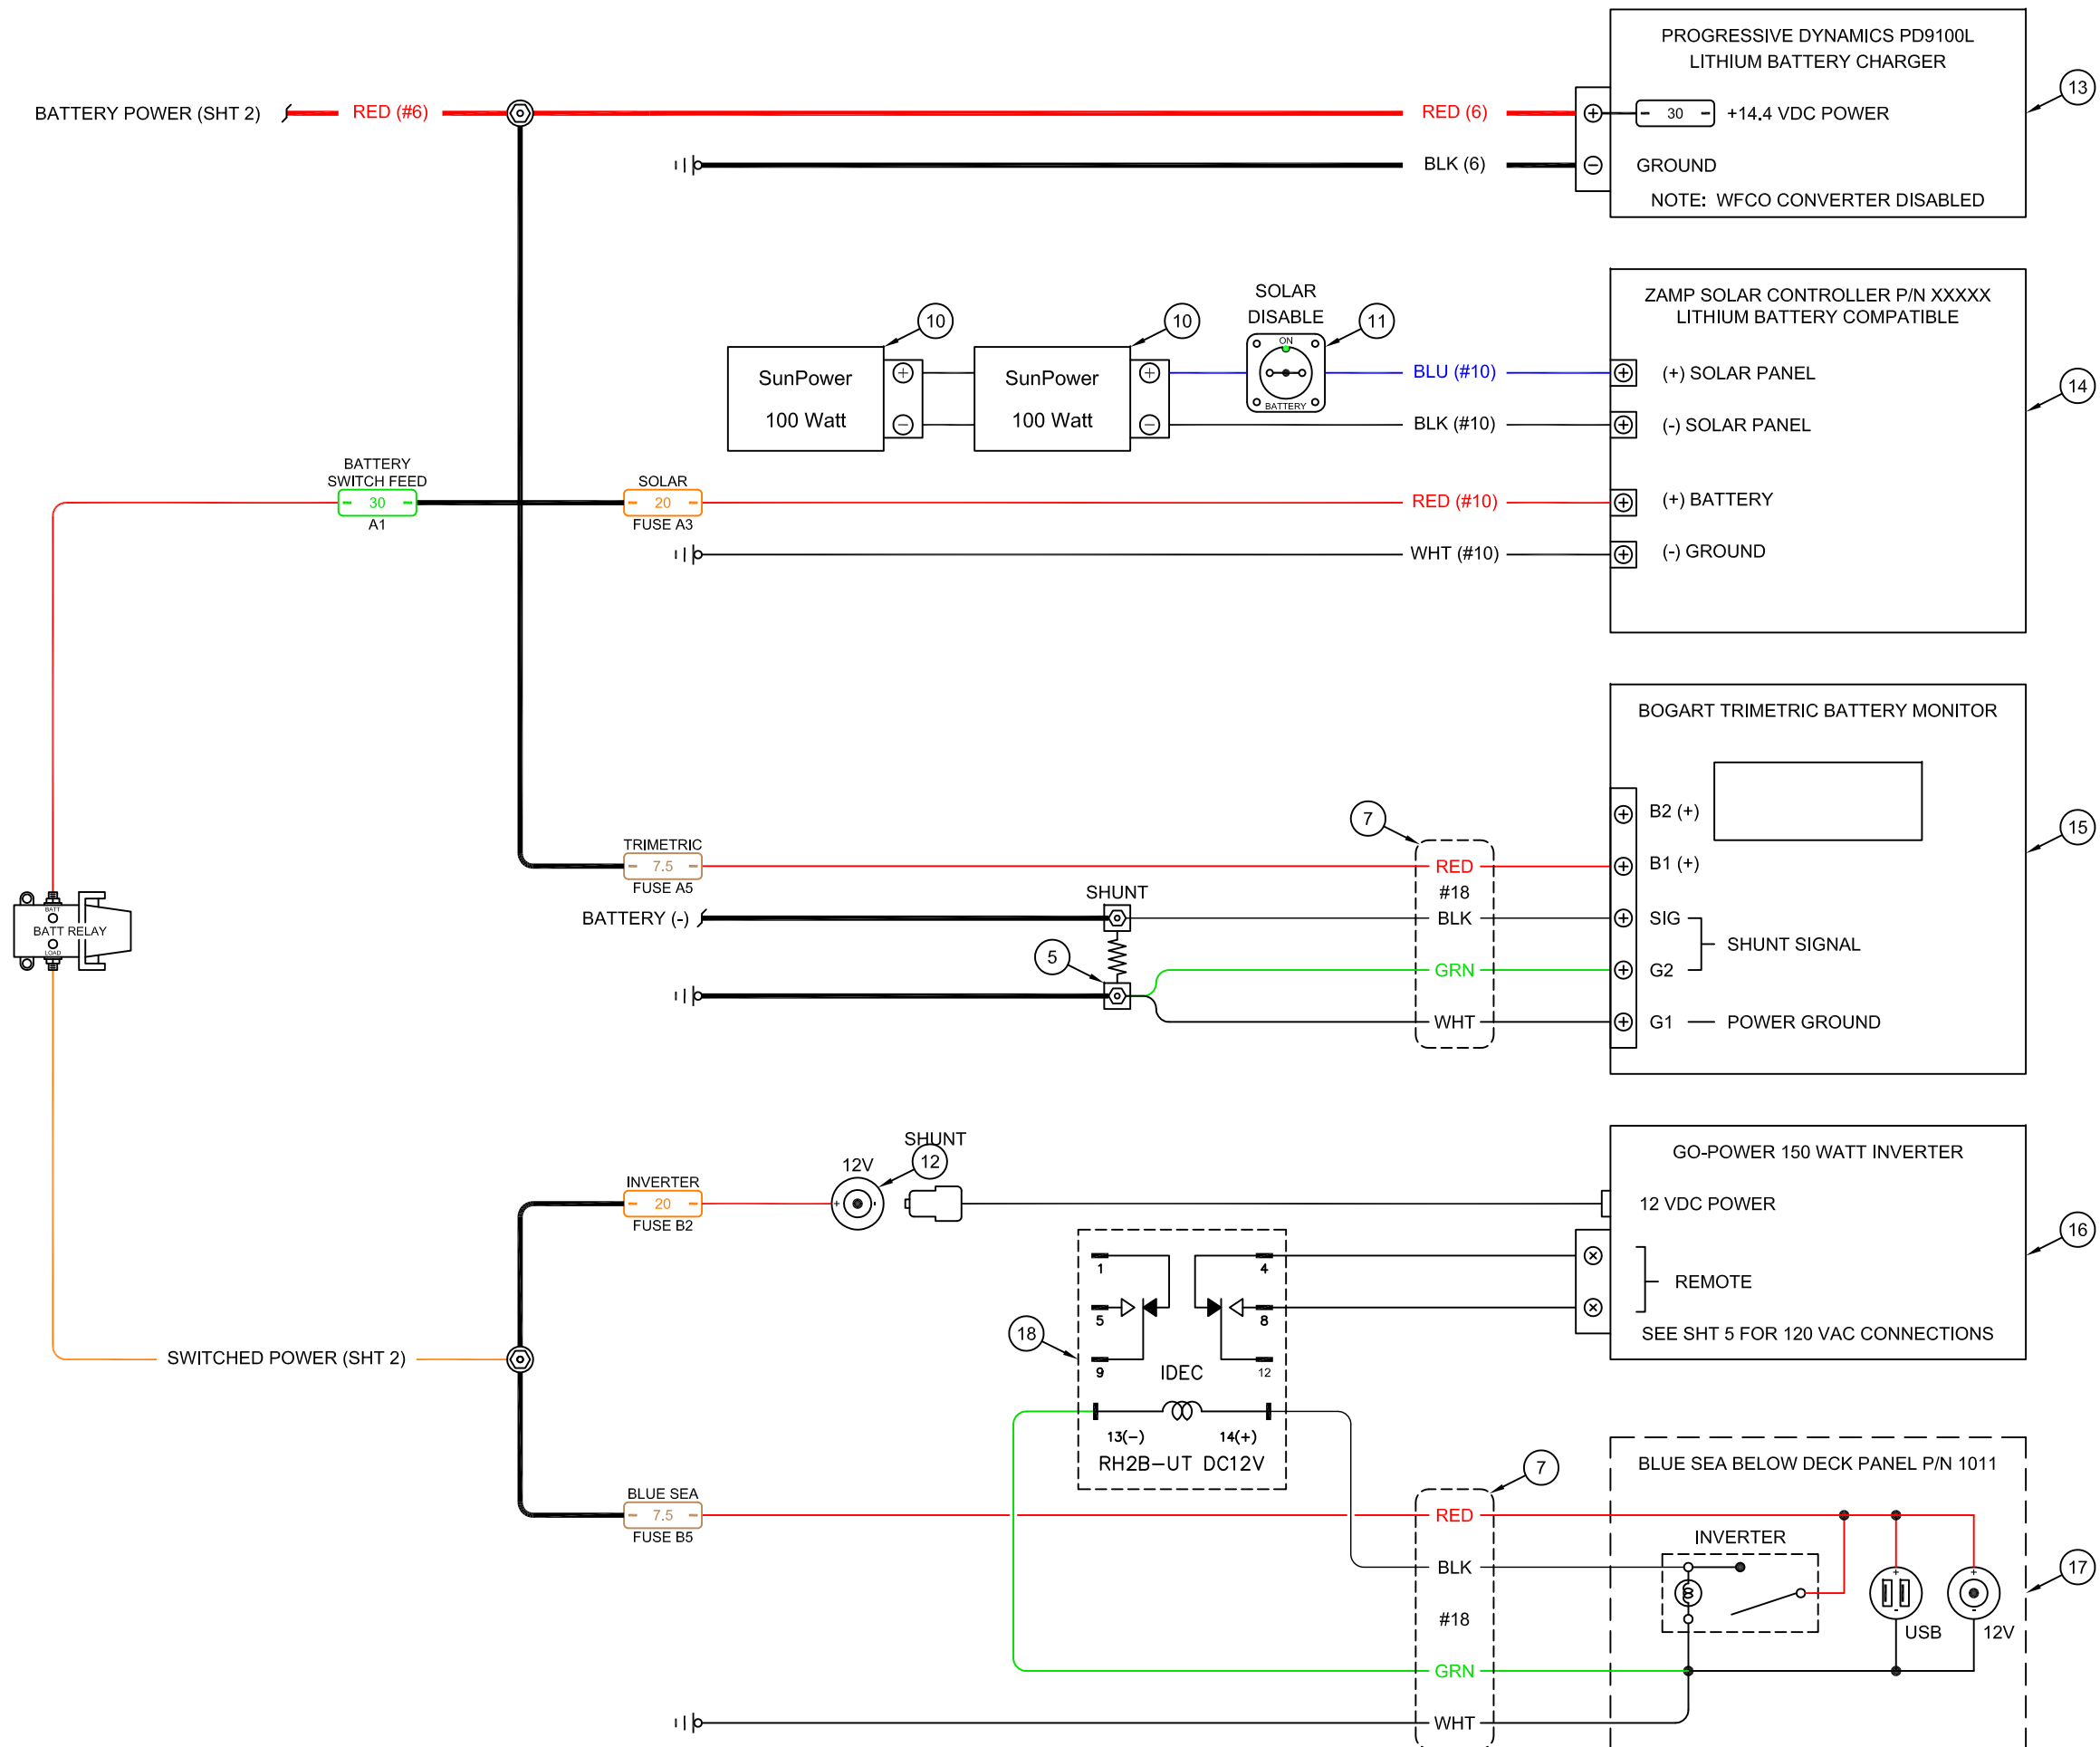 PROGRESSIVE DYNAMICS PD9100L
LITHIUM BATTERY CHARGER
13
BATTERY POWER (SHT 2)
RED (#6)
RED (6)
30
+14.4 VDC POWER
BLK (6)
GROUND
NOTE: WFCO CONVERTER DISABLED
ZAMP SOLAR CONTROLLER P/N XXXXX
LITHIUM BATTERY COMPATIBLE
14
10
10
SOLAR
DISABLE
11
ON
BATTERY
SunPower
100 Watt
SunPower
100 Watt
BLU (#10)
(+) SOLAR PANEL
BLK (#10)
(-) SOLAR PANEL
BATTERY
SWITCH FEED
30
A1
SOLAR
20
FUSE A3
RED (#10)
(+) BATTERY
WHT (#10)
(-) GROUND
BOGART TRIMETRIC BATTERY MONITOR
15
7
B2 (+)
TRIMETRIC
7.5
FUSE A5
RED
B1 (+)
#18
SHUNT
BATTERY (-)
BLK
SIG
SHUNT SIGNAL
5
GRN
G2
WHT
G1
POWER GROUND
BATT
BATT RELAY
LOAD
GO-POWER 150 WATT INVERTER
16
SHUNT
12
12V
+
-
INVERTER
20
FUSE B2
12 VDC POWER
REMOTE
SEE SHT 5 FOR 120 VAC CONNECTIONS
18
1
4
5
8
9
12
IDEC
13(-)
14(+)
RH2B-UT DC12V
SWITCHED POWER (SHT 2)
7
BLUE SEA BELOW DECK PANEL P/N 1011
17
BLUE SEA
7.5
FUSE B5
RED
INVERTER
BLK
#18
+
-
USB
+
-
12V
GRN
WHT